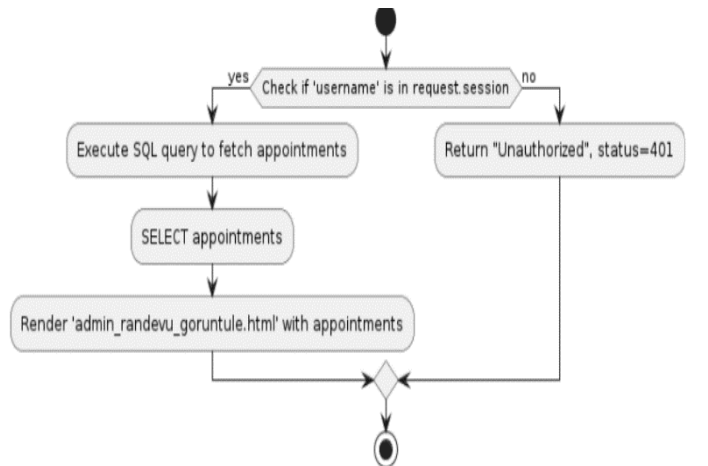 yes
Check if 'username' is in request.session
no
Execute SQL query to fetch appointments
Return "Unauthorized", status=401
SELECT appointments
Render 'admin_randevu_goruntule.html' with appointments